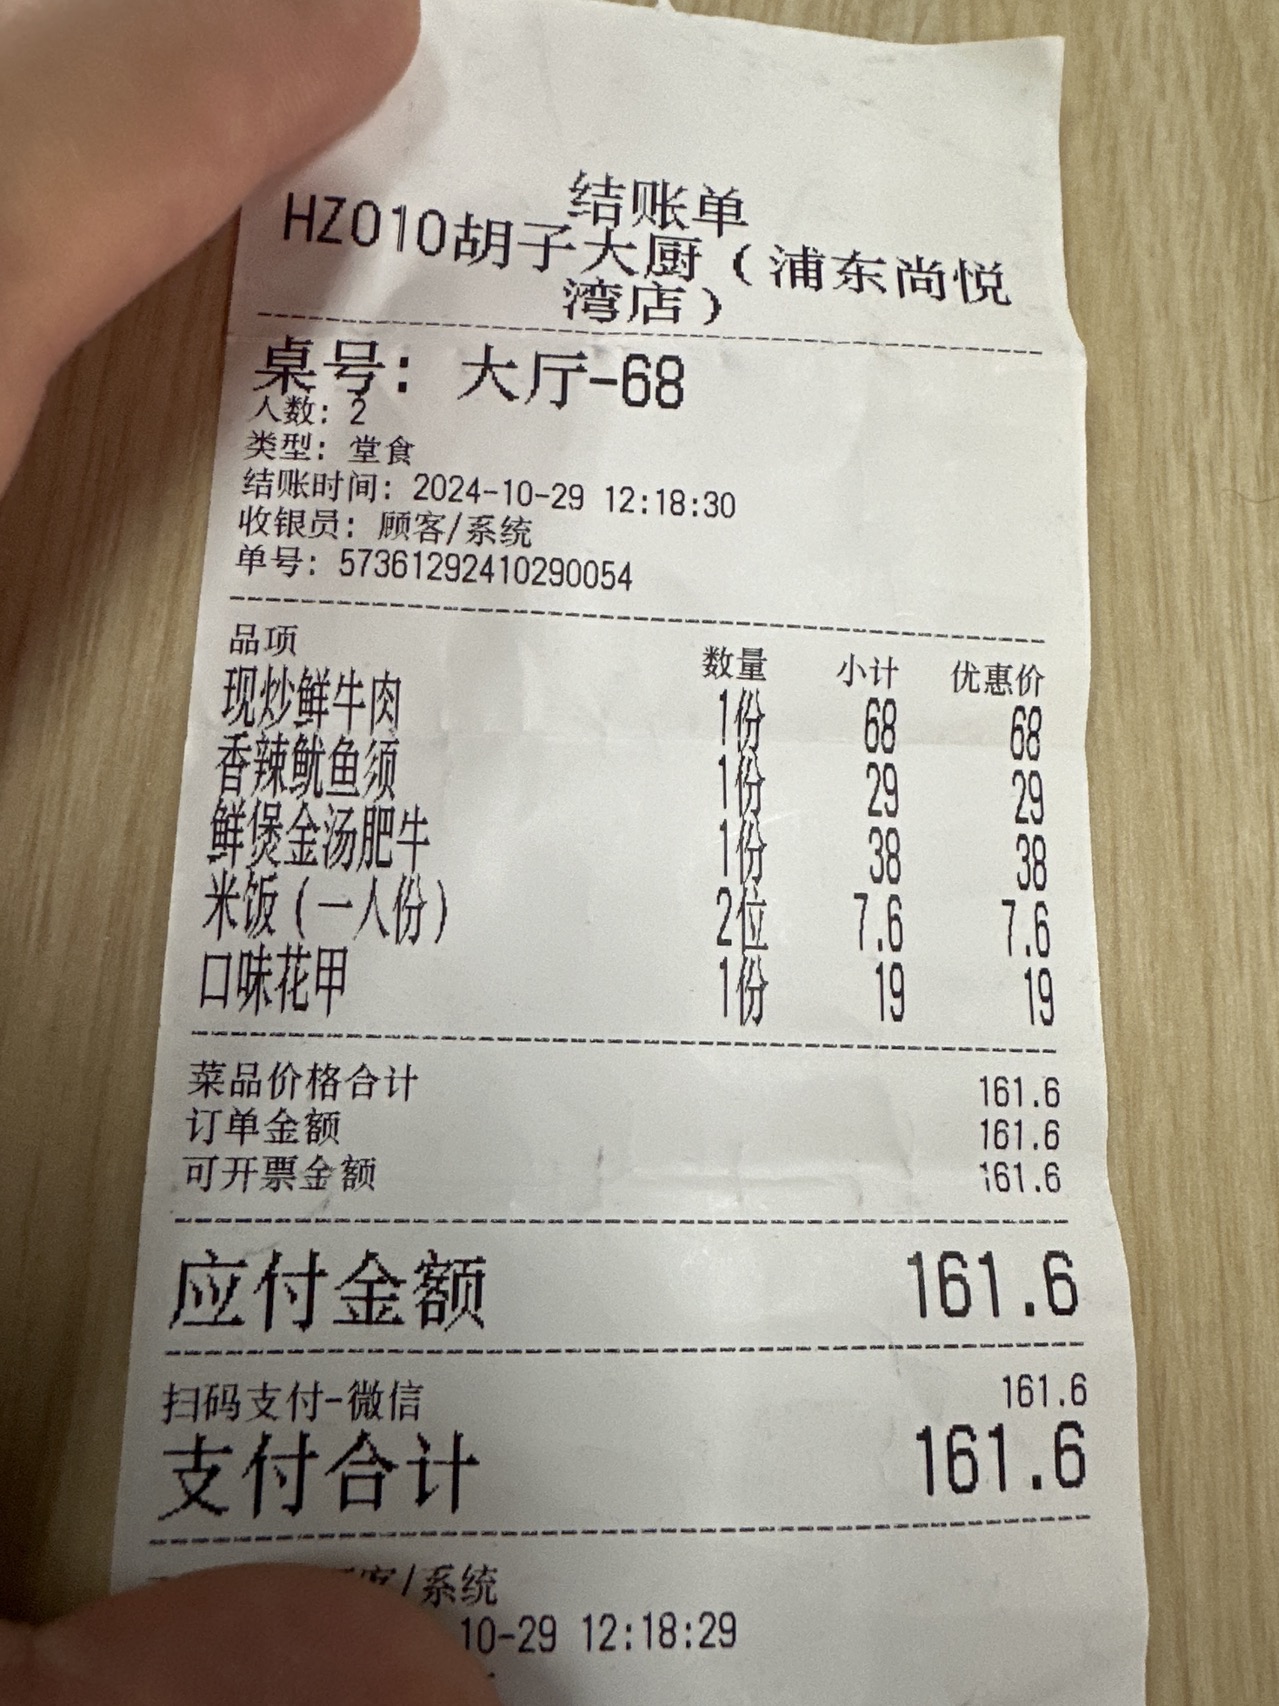 结账单
HZ010胡子大厨（浦东尚悦
湾店）
桌号： 大厅-68
人数: 2
类型: 堂食
结账时间: 2024-10-29 12:18:30
收银员: 顾客/系统
单号: 57361292410290054
品项 数量 小计 优惠价
现炒鲜牛肉 1份 68 68
香辣鱿鱼须 1份 29 29
鲜煲金汤肥牛 1份 38 38
米饭（一人份） 2位 7.6 7.6
口味花甲 1份 19 19
菜品价格合计 161.6
订单金额 161.6
可开票金额 161.6
应付金额 161.6
扫码支付-微信 161.6
支付合计 161.6
客/系统
10-29 12:18:29